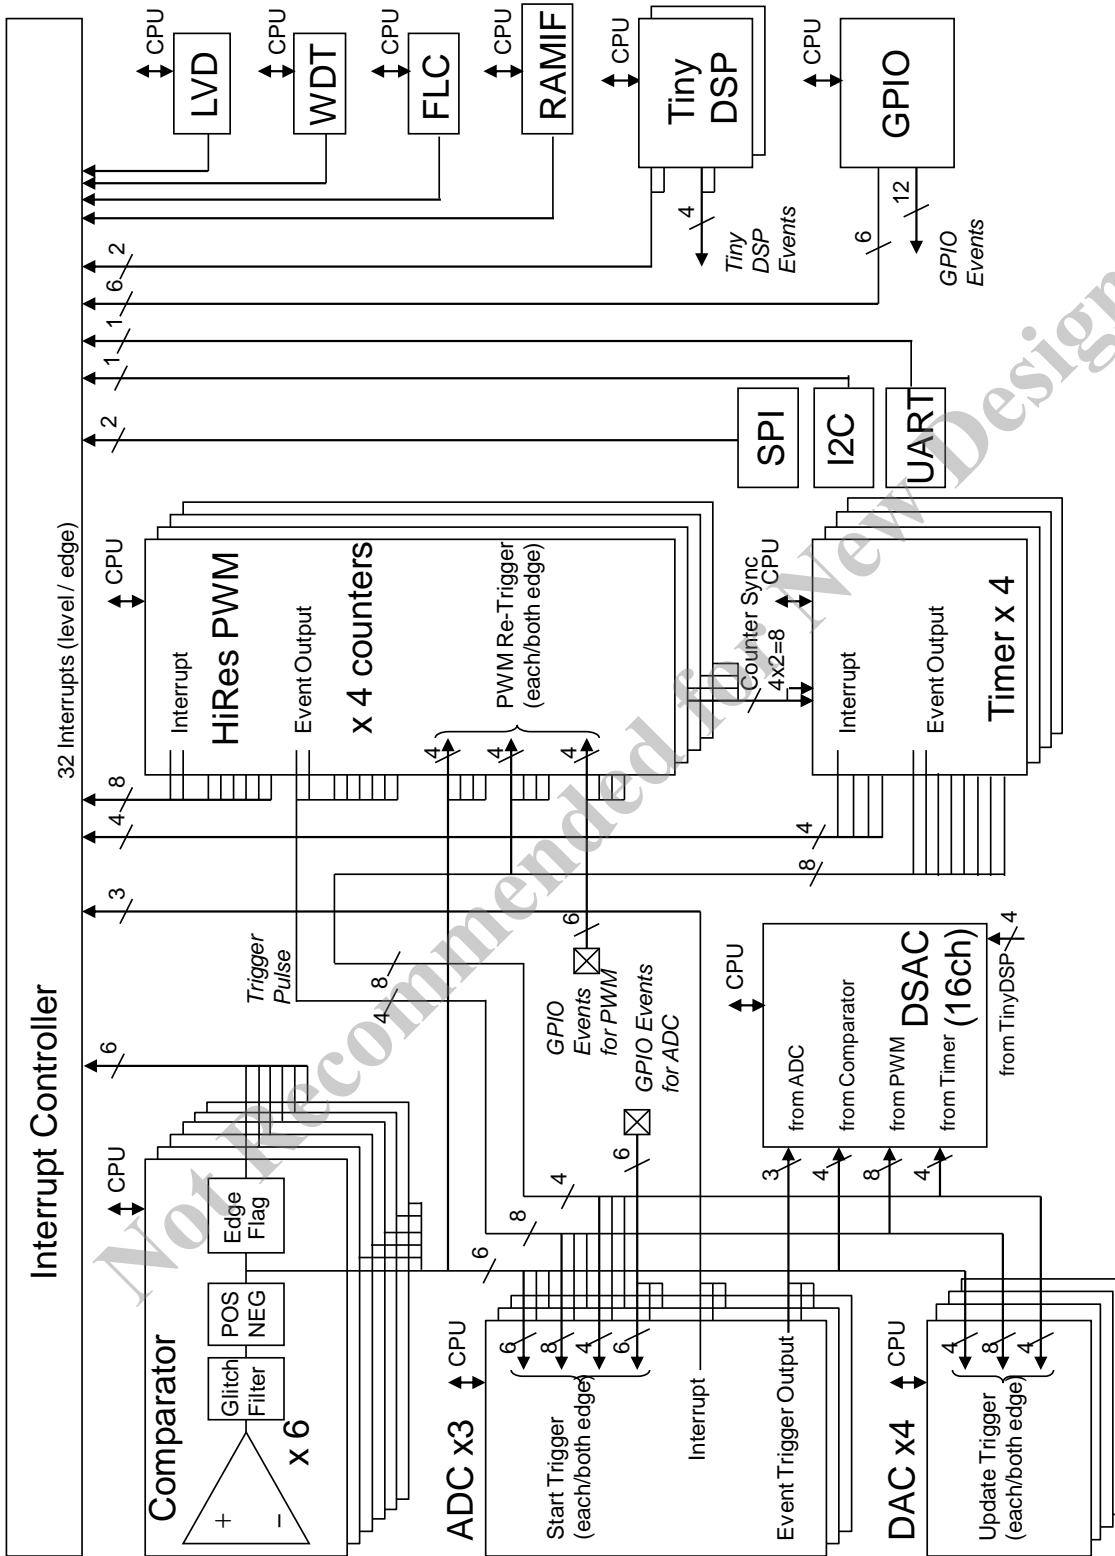 Interrupt Controller
32 Interrupts (level / edge)
6
3
4
8
2
1
1
6
2
CPU
LVD
CPU
WDT
CPU
FLC
CPU
RAMIF
CPU
Tiny
DSP
4
Tiny
DSP
Events
CPU
GPIO
6
12
GPIO
Events
SPI
I2C
UART
CPU
HiRes PWM
x 4 counters
Interrupt
Event Output
PWM Re-Trigger
(each/both edge)
4
4
4
Counter Sync
4x2=8
CPU
Timer x 4
Interrupt
Event Output
4
8
Trigger
Pulse
4
8
6
GPIO
Events
for PWM
GPIO Events
for ADC
6
CPU
Comparator
x 6
+
−
Glitch
Filter
POS
NEG
Edge
Flag
6
8
4
CPU
ADC x3
Start Trigger
(each/both edge)
6
8
4
6
Interrupt
Event Trigger Output
CPU
DSAC
(16ch)
from ADC
from Comparator
from PWM
from Timer
3
4
8
4
from TinyDSP
4
CPU
DAC x4
Update Trigger
(each/both edge)
4
8
4
Not Recommended for New Design